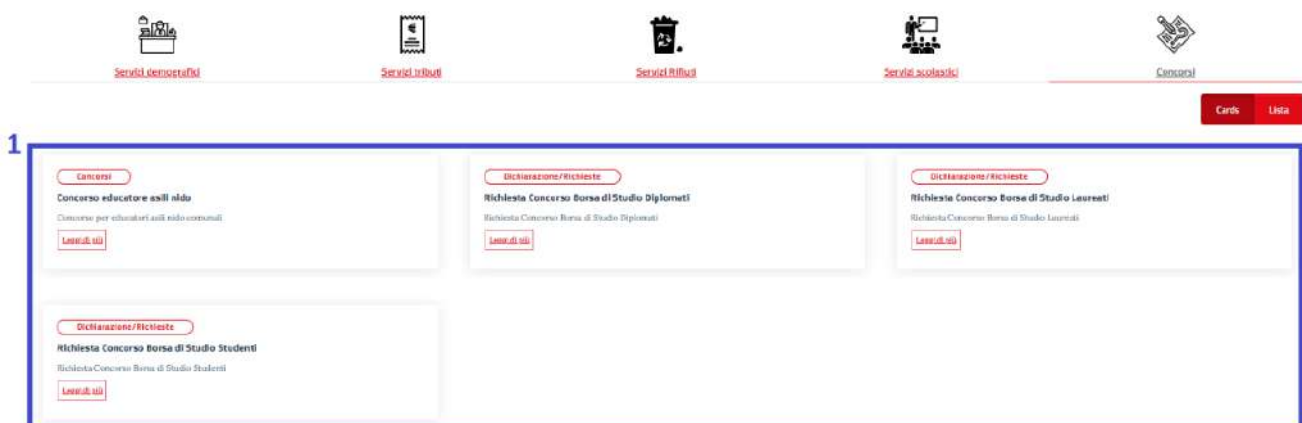 Servizi demografici
Servizi tributi
Servizi Rifiuti
Servizi scolastici
Concorsi
Cards Lista
1
Concorsi
Concorso educatore asili nido
Concorso per educatori asili nido comunali
Leggi di più
Dichiarazione/Richieste
Richiesta Concorso Borsa di Studio Diplomati
Richiesta Concorso Borsa di Studio Diplomati
Leggi di più
Dichiarazione/Richieste
Richiesta Concorso Borsa di Studio Laureati
Richiesta Concorso Borsa di Studio Laureati
Leggi di più
Dichiarazione/Richieste
Richiesta Concorso Borsa di Studio Studenti
Richiesta Concorso Borsa di Studio Studenti
Leggi di più